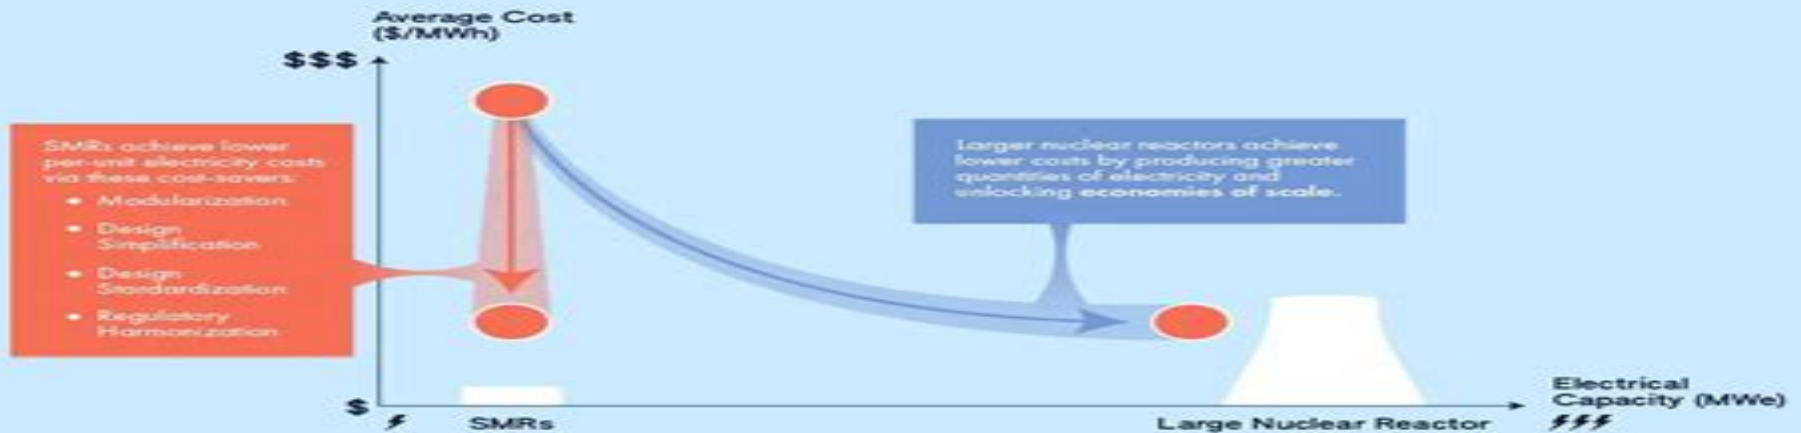 Average Cost
($/MWh)
$$$
SMRs achieve lower
per-unit electricity costs
via these cost-savers:
• Modularization
• Design
Simplification
• Design
Standardization
• Regulatory
Harmonization
Larger nuclear reactors achieve
lower costs by producing greater
quantities of electricity and
unlocking economies of scale.
$
SMRs
Large Nuclear Reactor
Electrical
Capacity (MWe)